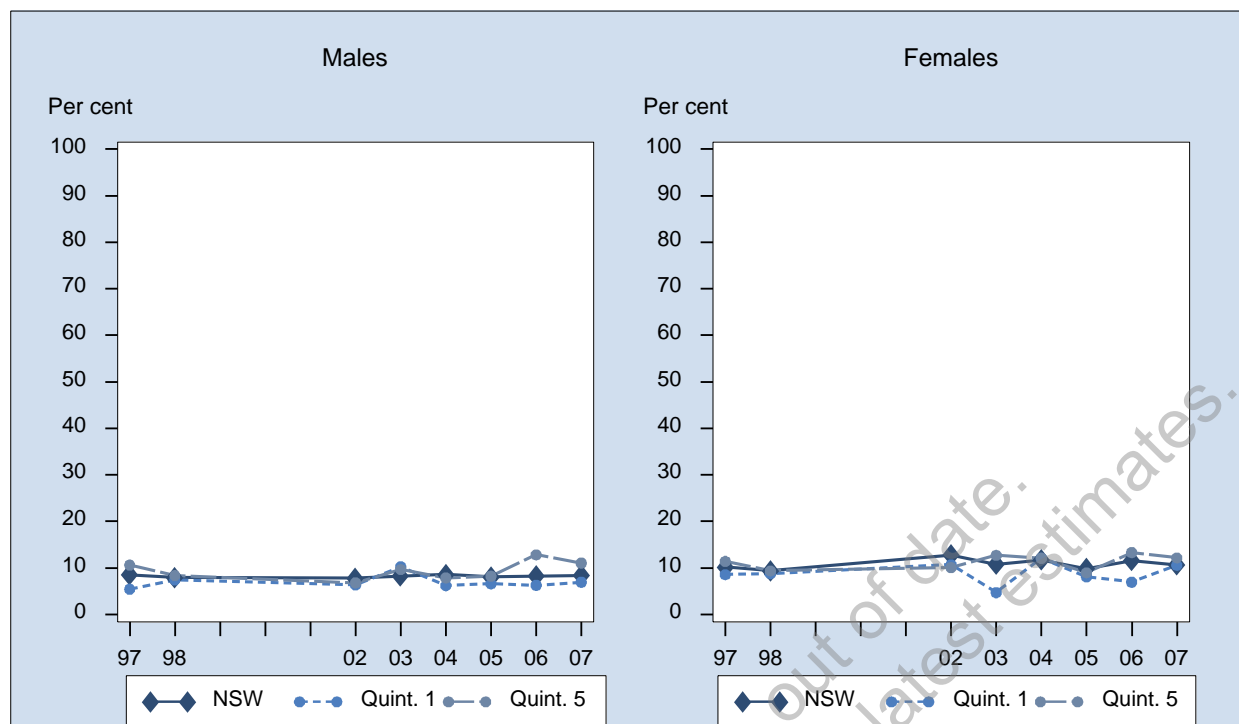 Males
Per cent
100
90
80
70
60
50
40
30
20
10
0
97 98 02 03 04 05 06 07
NSW Quint. 1 Quint. 5
Females
Per cent
100
90
80
70
60
50
40
30
20
10
0
97 98 02 03 04 05 06 07
NSW Quint. 1 Quint. 5
out of date.
latest estimates.